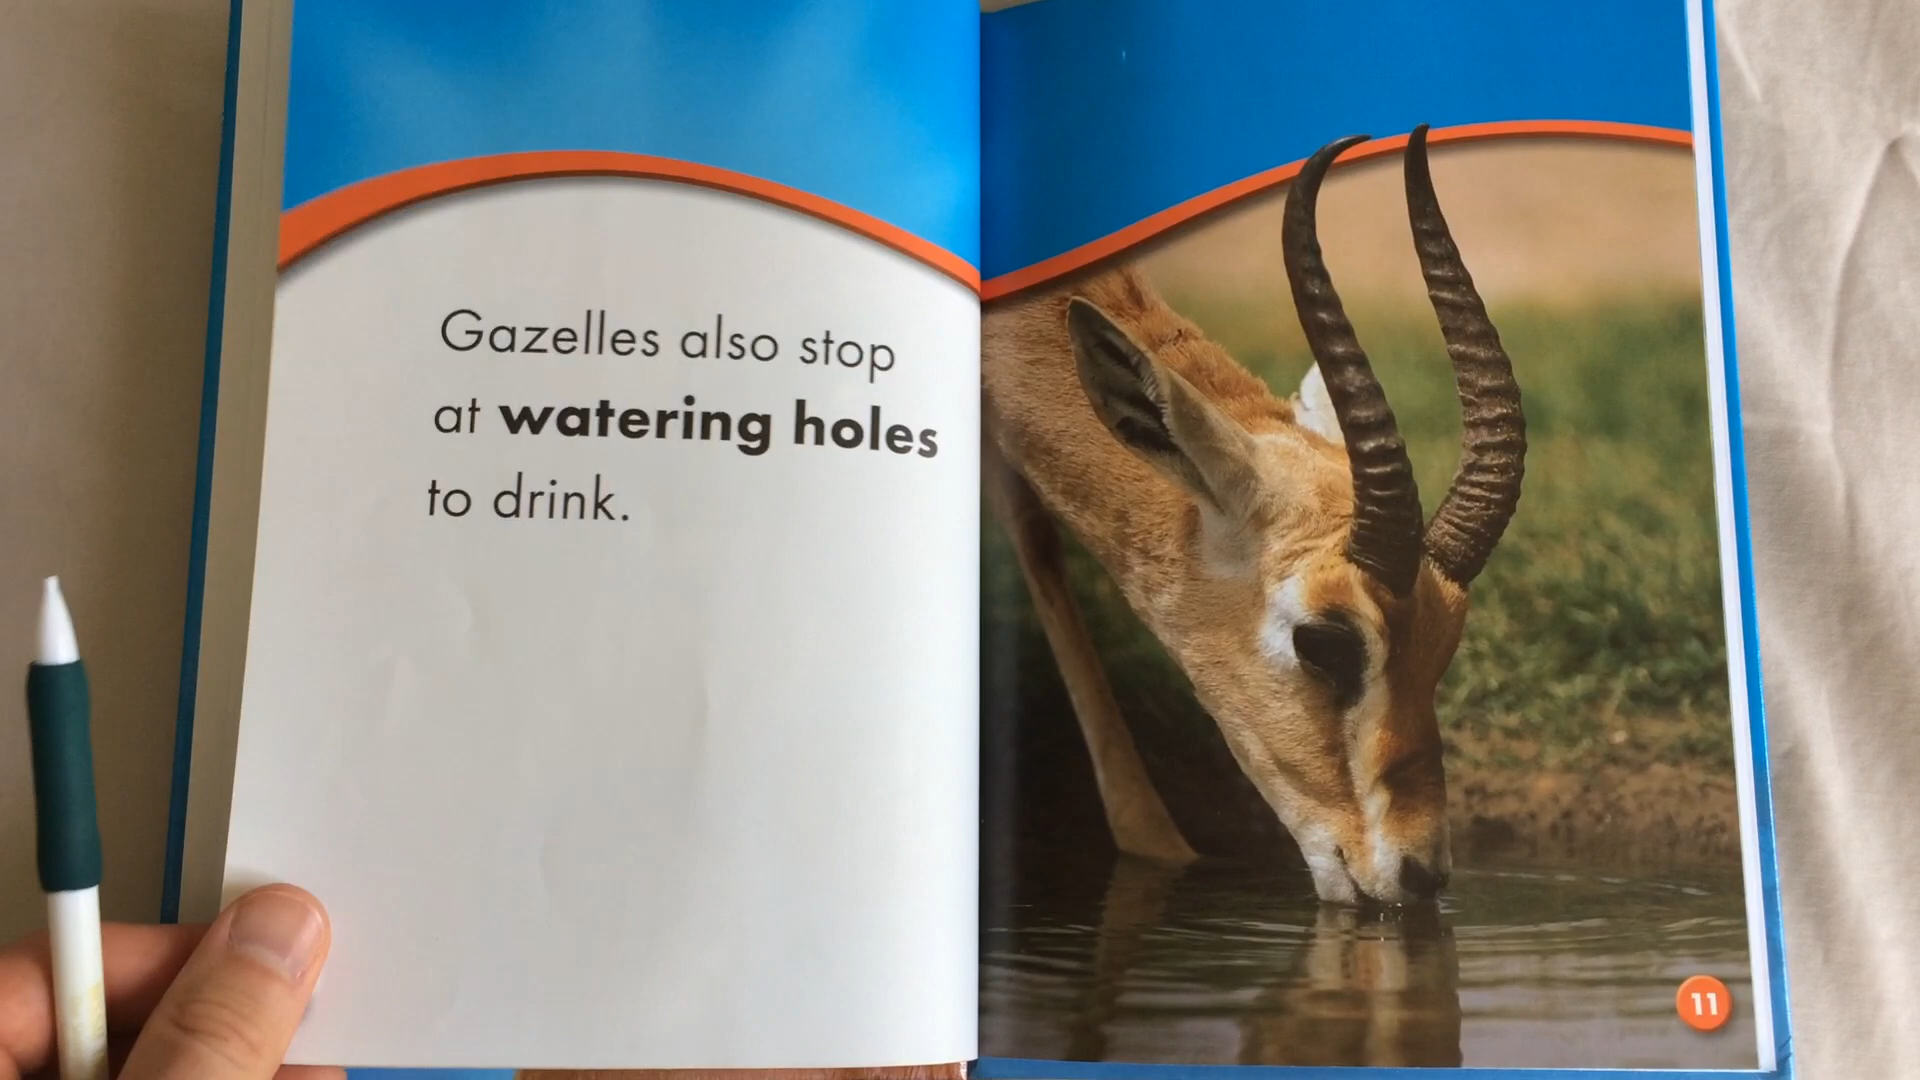 Gazelles also stop
at watering holes
to drink.
11